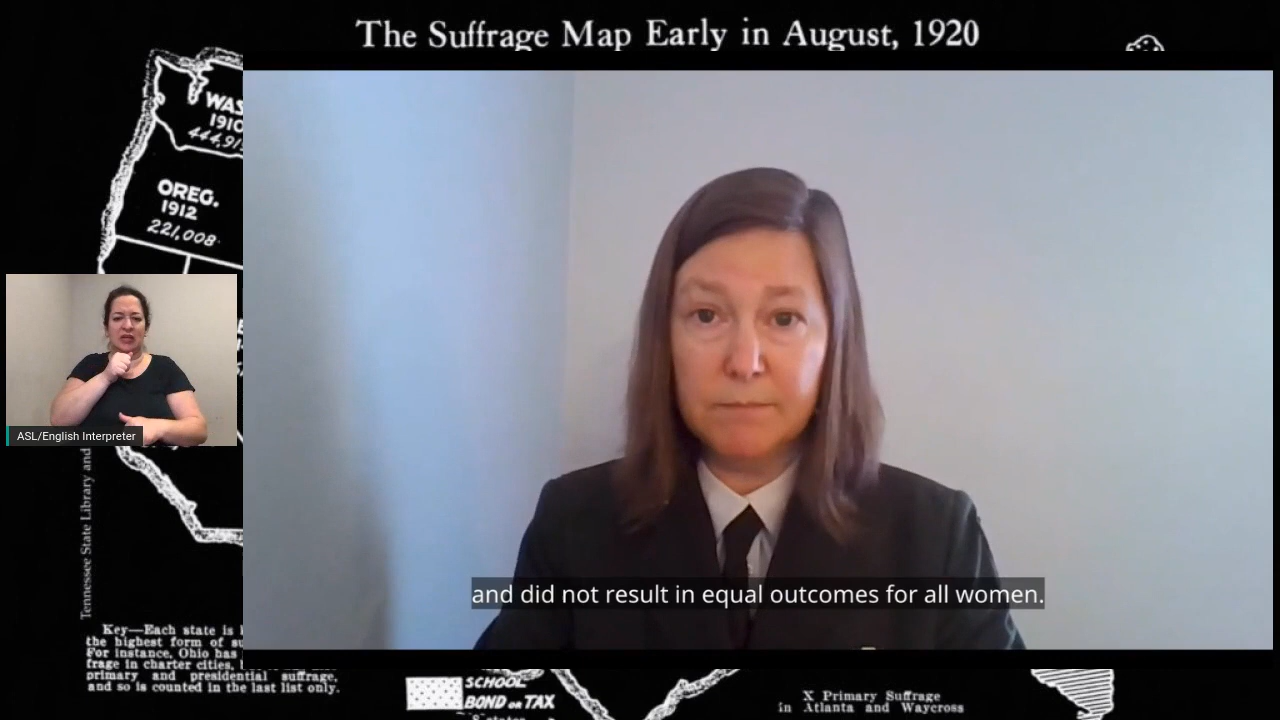 The Suffrage Map Early in August, 1920
WAS
1910
444,91
OREG.
1912
221,008
ASL/English Interpreter
Tennessee State Library and
and did not result in equal outcomes for all women.
Key—Each state is
the highest form of su
For instance, Ohio has
frage in charter cities,
primary and presidential suffrage,
and so is counted in the last list only.
SCHOOL
BOND OR TAX
X Primary Suffrage
in Atlanta and Waycross